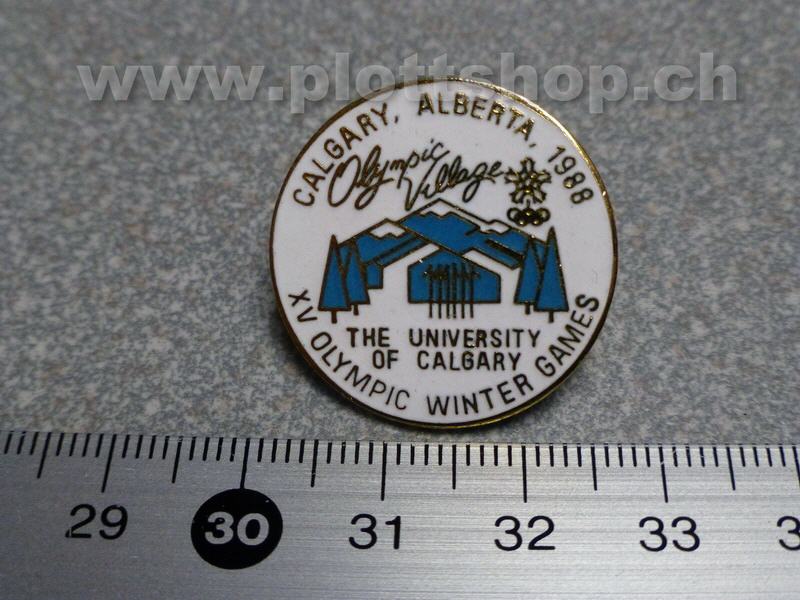 www.plottshop.ch
CALGARY, ALBERTA, 1988
Olympic
Village
THE UNIVERSITY
OF CALGARY
XV OLYMPIC WINTER GAMES
29 30 31 32 33